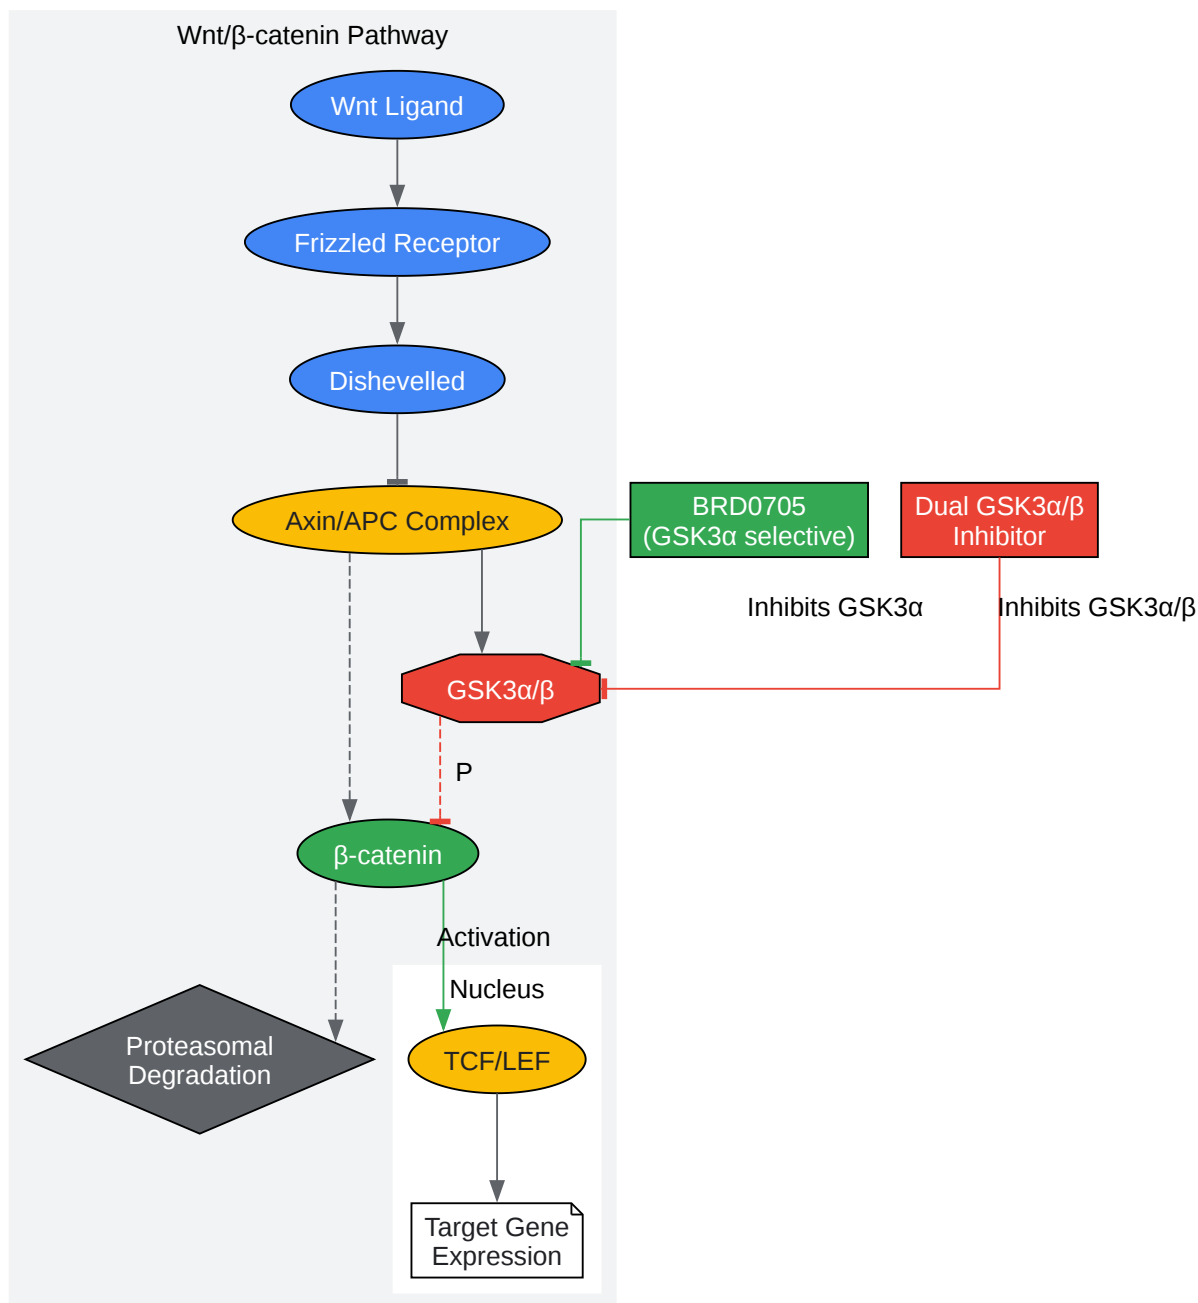 Wnt/β-catenin Pathway
Wnt Ligand
Frizzled Receptor
Dishevelled
Axin/APC Complex
BRD0705
(GSK3α selective)
Dual GSK3α/β
Inhibitor
Inhibits GSK3α
Inhibits GSK3α/β
GSK3α/β
P
β-catenin
Activation
Nucleus
Proteasomal
Degradation
TCF/LEF
Target Gene
Expression